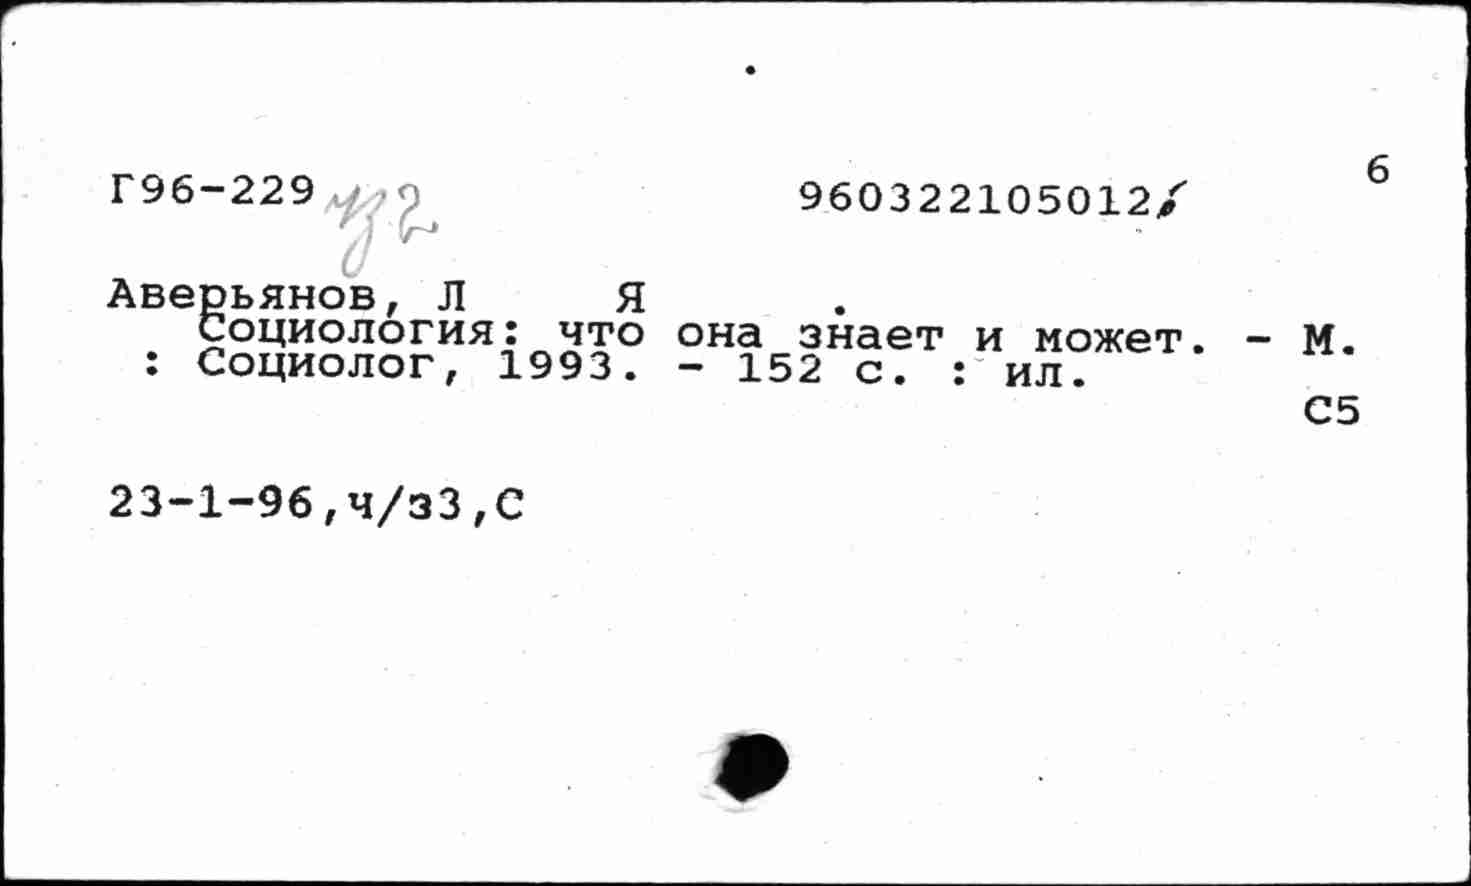 6
Г96-229 чз2 960322105012
Аверьянов, Л Я .
Социология: что она знает и может. - М.
: Социолог, 1993. - 152 с. : ил.
С5
23-1-96,ч/з3,С